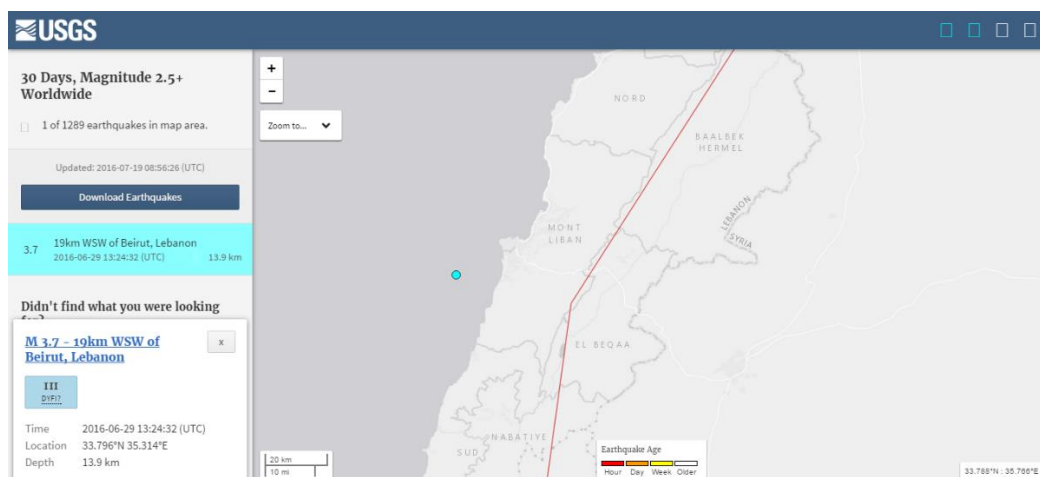 USGS
30 Days, Magnitude 2.5+
Worldwide
1 of 1289 earthquakes in map area.
Updated: 2016-07-19 08:56:26 (UTC)
Download Earthquakes
3.7
19km WSW of Beirut, Lebanon
2016-06-29 13:24:32 (UTC)
13.9 km
Didn't find what you were looking
M 3.7 - 19km WSW of
Beirut, Lebanon
x
III
DYFI?
Time 2016-06-29 13:24:32 (UTC)
Location 33.796°N 35.314°E
Depth 13.9 km
+
−
Zoom to...
NORD
BAALBEK
HERMEL
LEBANON
SYRIA
MONT
LIBAN
EL BEQAA
NABATIYE
SUD
20 km
10 mi
Earthquake Age
Hour Day Week Older
33.788°N : 35.766°E